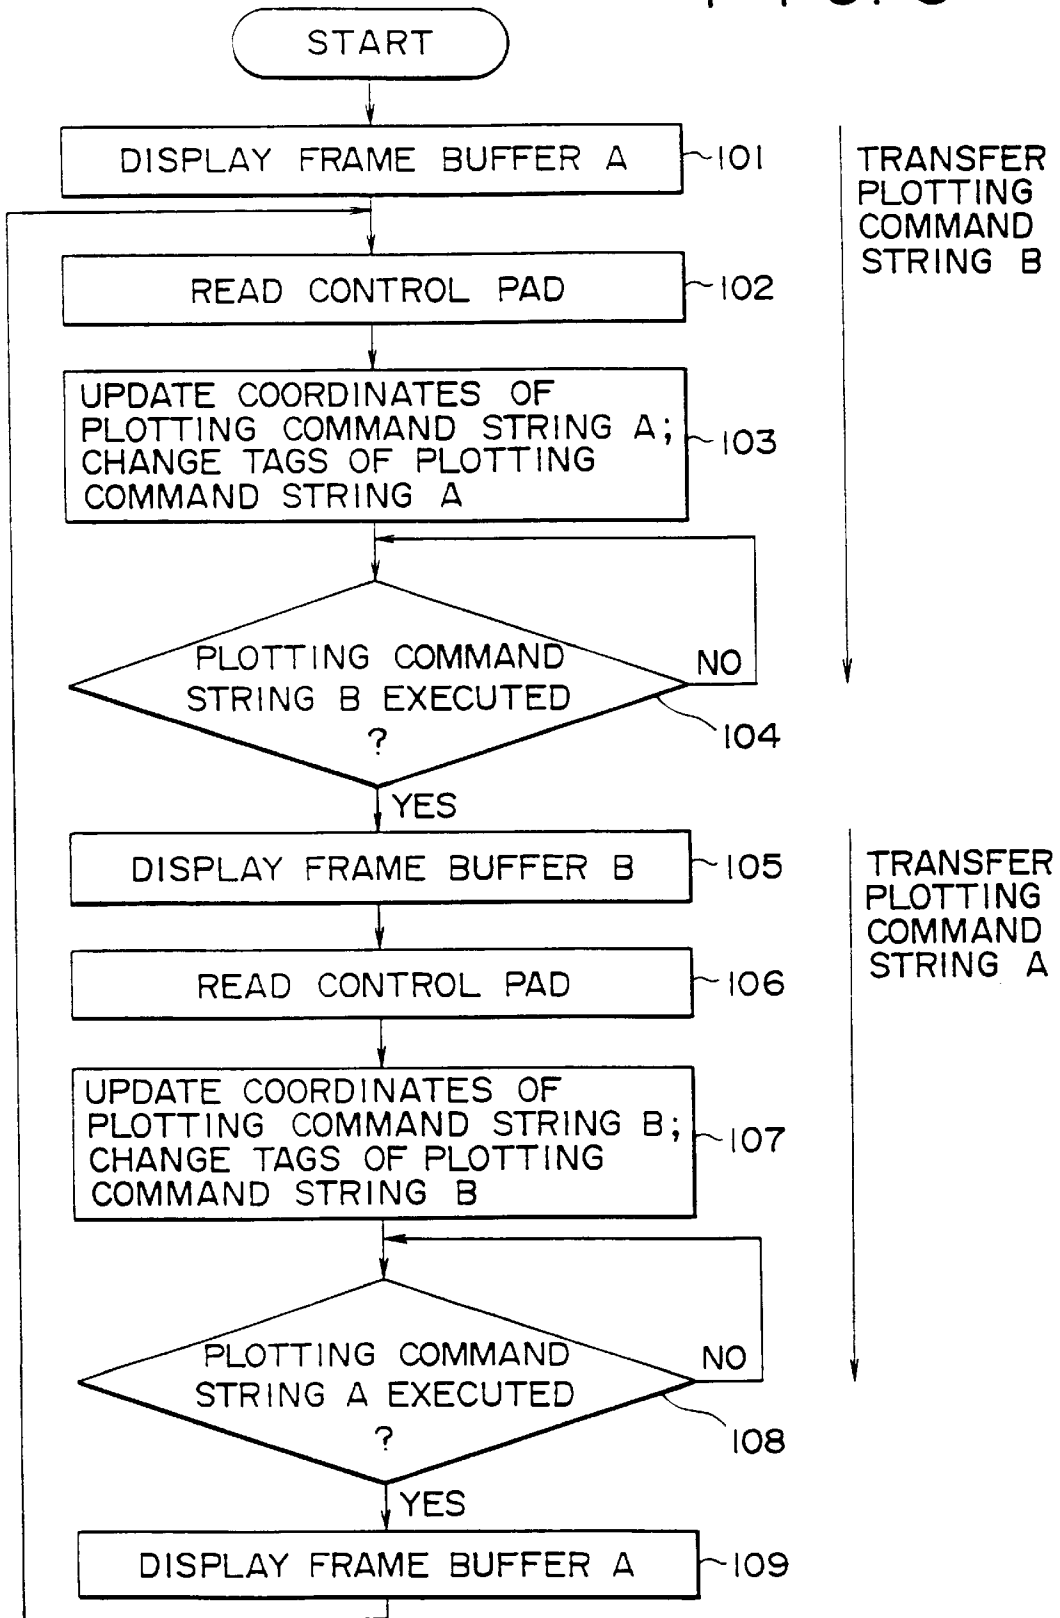 START
DISPLAY FRAME BUFFER A
101
TRANSFER
PLOTTING
COMMAND
STRING B
READ CONTROL PAD
102
UPDATE COORDINATES OF
PLOTTING COMMAND STRING A;
CHANGE TAGS OF PLOTTING
COMMAND STRING A
103
PLOTTING COMMAND
STRING B EXECUTED
?
NO
104
YES
DISPLAY FRAME BUFFER B
105
TRANSFER
PLOTTING
COMMAND
STRING A
READ CONTROL PAD
106
UPDATE COORDINATES OF
PLOTTING COMMAND STRING B;
CHANGE TAGS OF PLOTTING
COMMAND STRING B
107
PLOTTING COMMAND
STRING A EXECUTED
?
NO
108
YES
DISPLAY FRAME BUFFER A
109